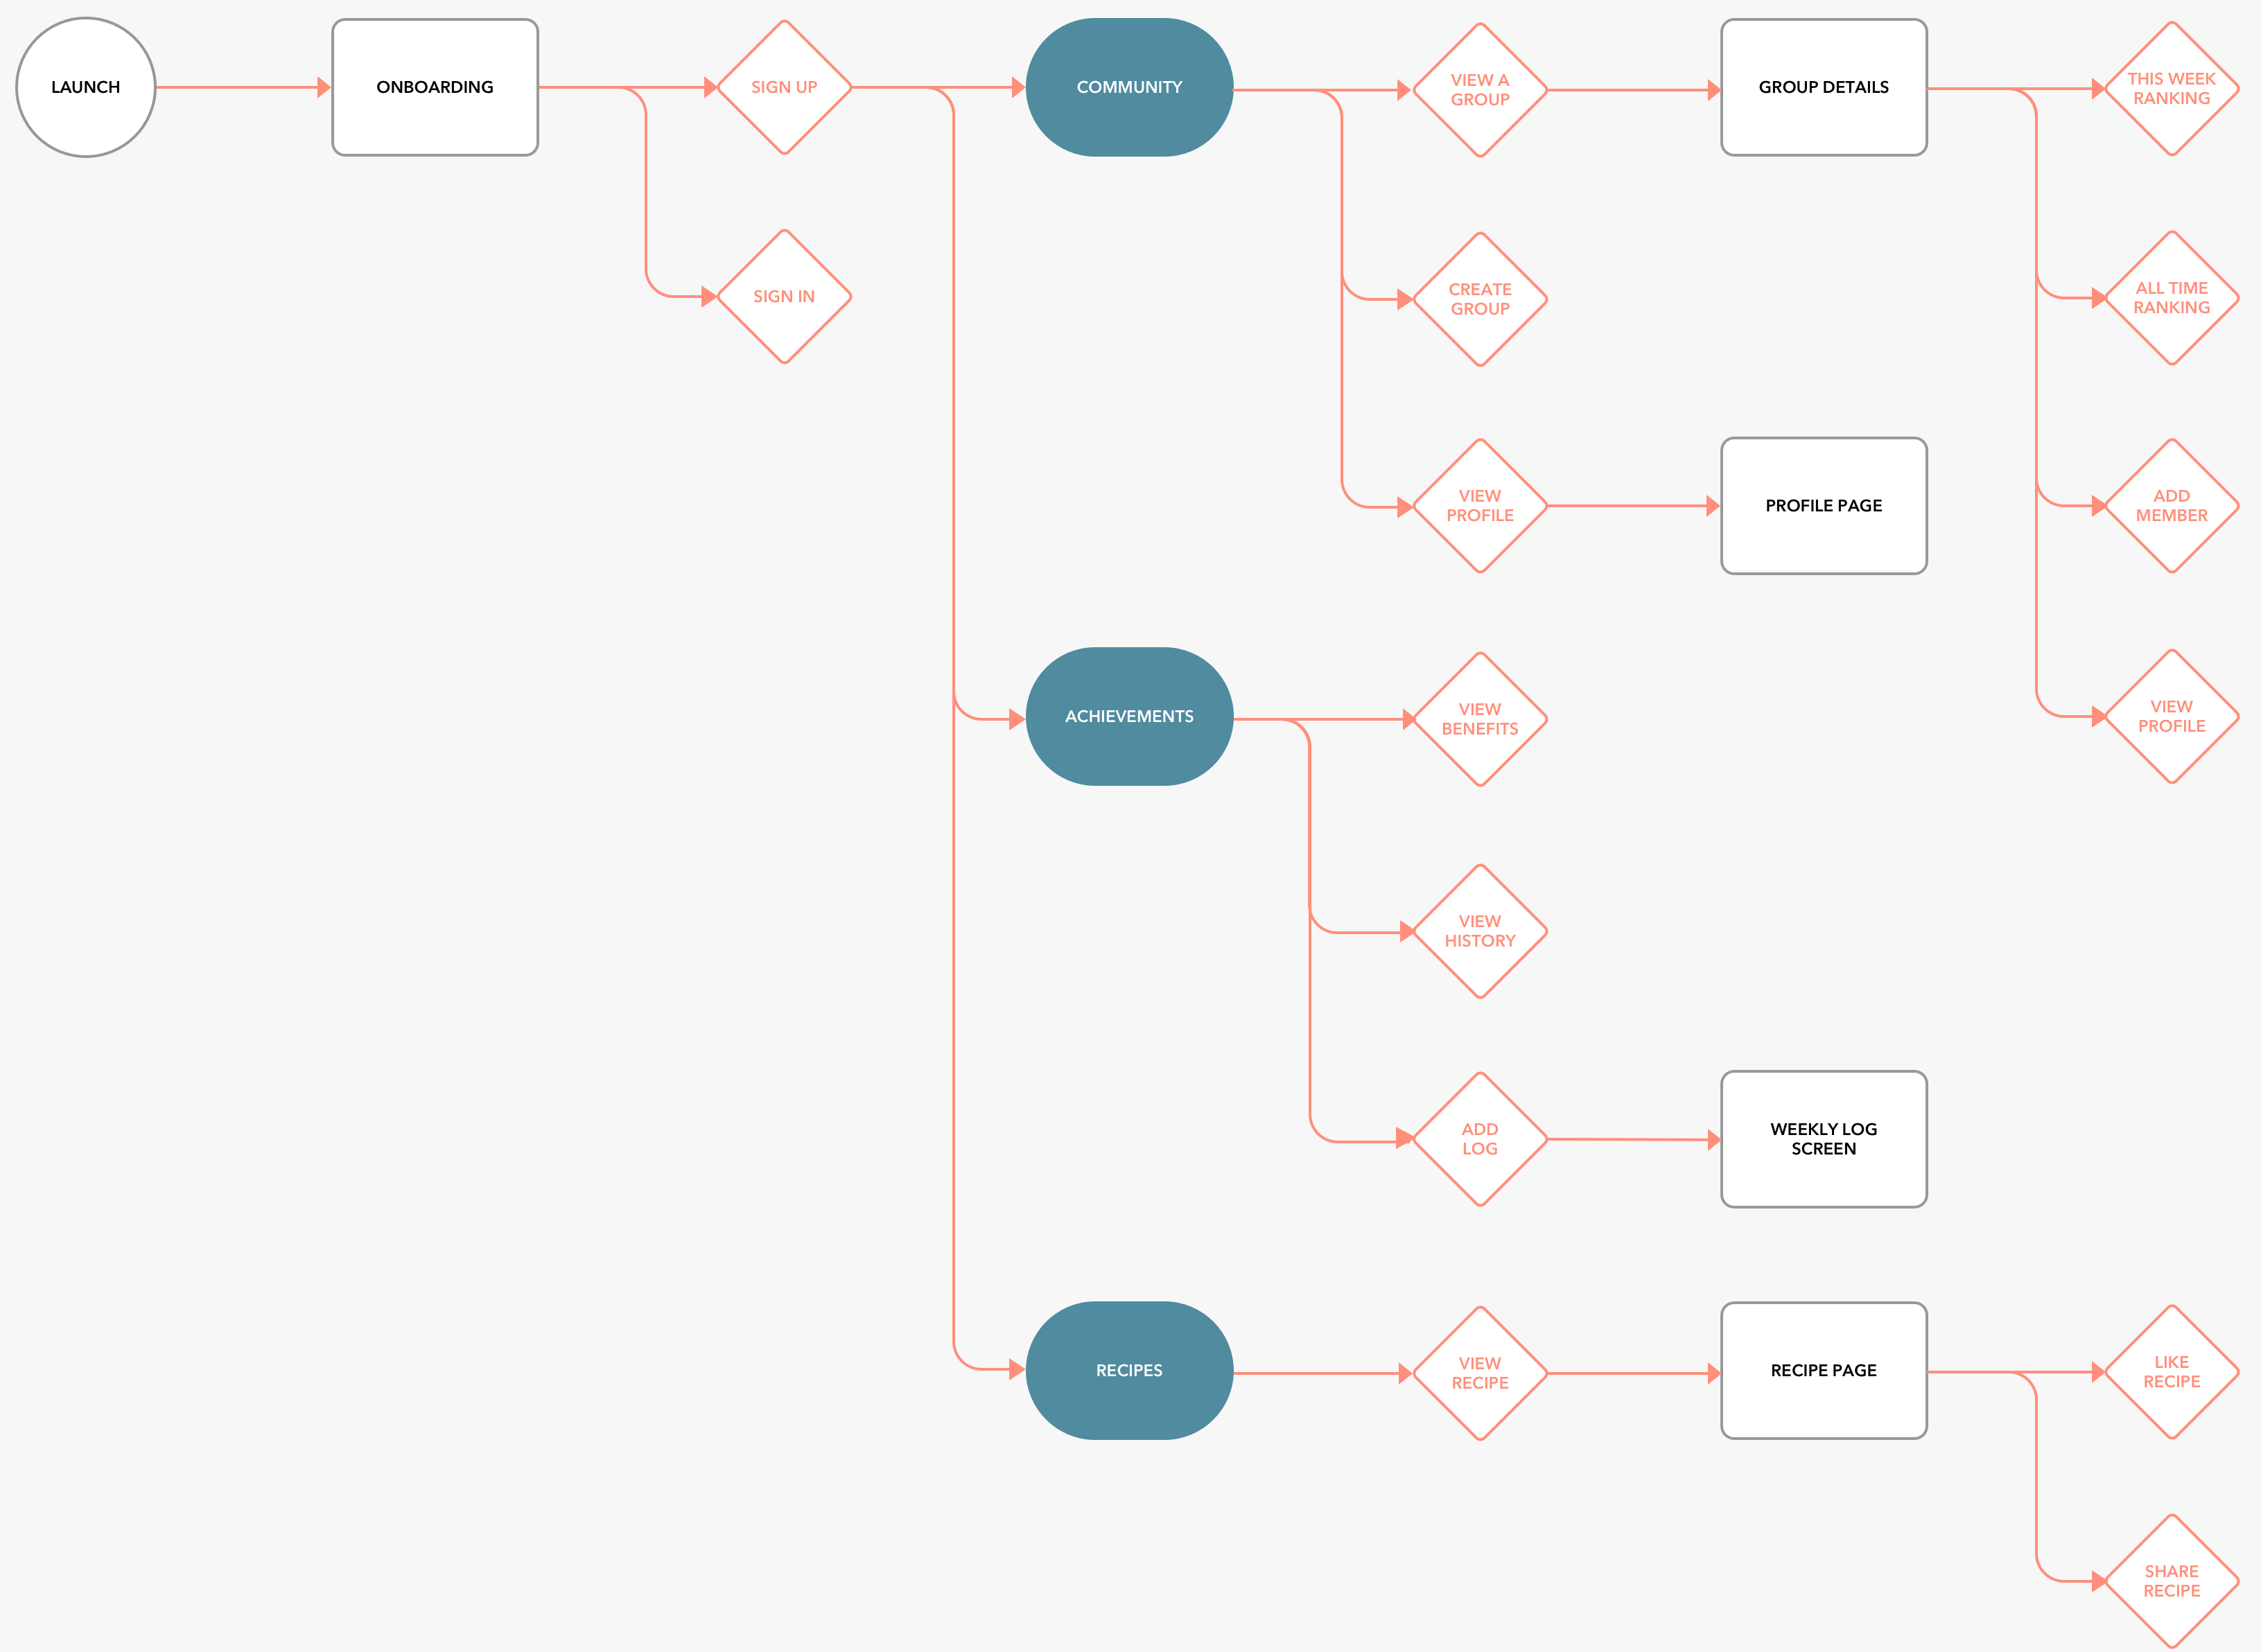 LAUNCH
ONBOARDING
SIGN UP
COMMUNITY
VIEW A
GROUP
GROUP DETAILS
THIS WEEK
RANKING
SIGN IN
CREATE
GROUP
ALL TIME
RANKING
VIEW
PROFILE
PROFILE PAGE
ADD
MEMBER
ACHIEVEMENTS
VIEW
BENEFITS
VIEW
PROFILE
VIEW
HISTORY
ADD
LOG
WEEKLY LOG
SCREEN
RECIPES
VIEW
RECIPE
RECIPE PAGE
LIKE
RECIPE
SHARE
RECIPE